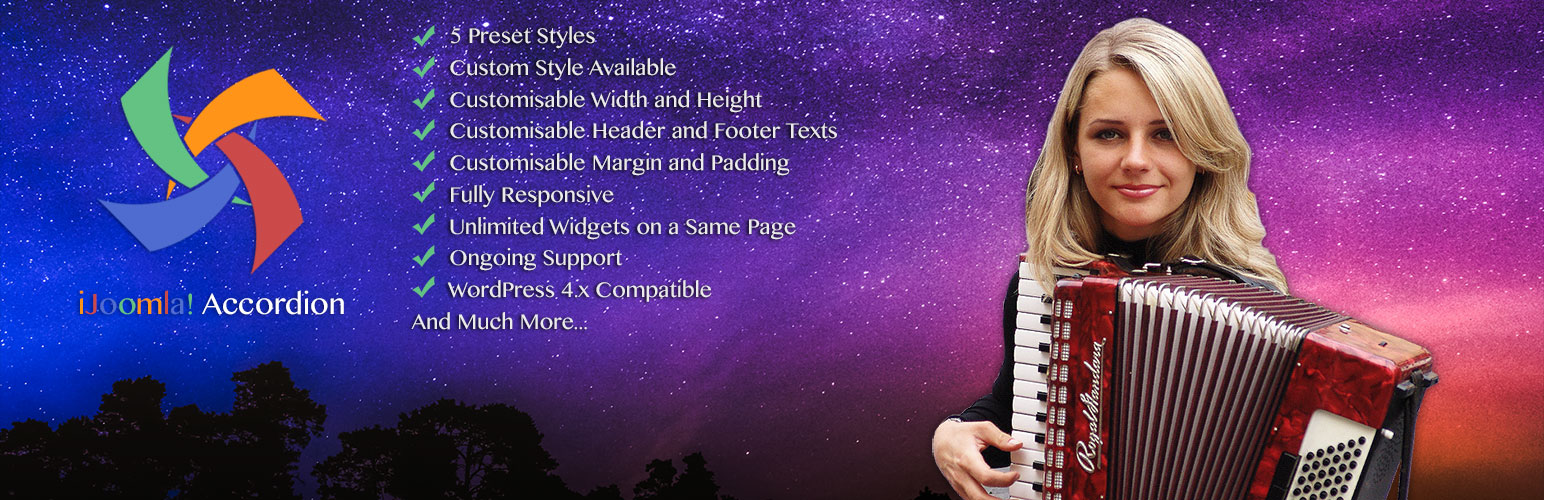 5 Preset Styles
Custom Style Available
Customisable Width and Height
Customisable Header and Footer Texts
Customisable Margin and Padding
Fully Responsive
Unlimited Widgets on a Same Page
Ongoing Support
WordPress 4.x Compatible
And Much More...
iJoomla! Accordion
Royal Standard